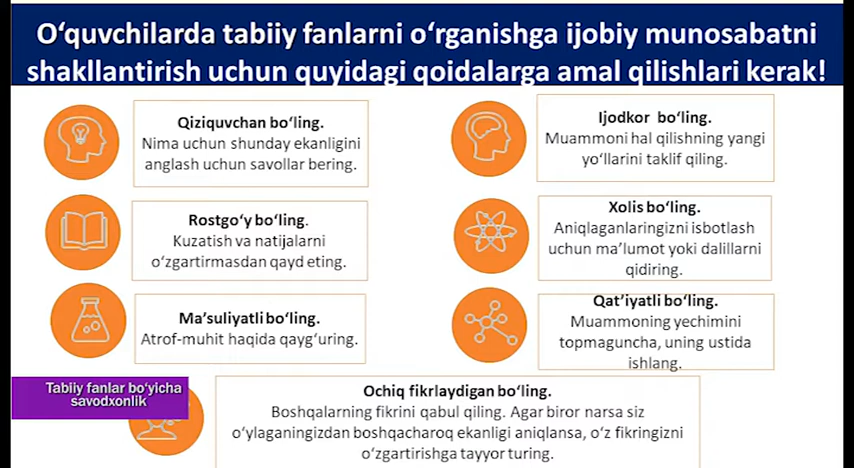 O‘quvchilarda tabiiy fanlarni o‘rganishga ijobiy munosabatni
shakllantirish uchun quyidagi qoidalarga amal qilishlari kerak!
Qiziquvchan bo‘ling.
Nima uchun shunday ekanligini
anglash uchun savollar bering.
Ijodkor bo‘ling.
Muammoni hal qilishning yangi
yo‘llarini taklif qiling.
Rostgo‘y bo‘ling.
Kuzatish va natijalarni
o‘zgartirmasdan qayd eting.
Xolis bo‘ling.
Aniqlaganlaringizni isbotlash
uchun ma’lumot yoki dalillarni
qidiring.
Ma’suliyatli bo‘ling.
Atrof-muhit haqida qayg‘uring.
Qat’iyatli bo‘ling.
Muammoning yechimini
topmaguncha, uning ustida
ishlang.
Tabiiy fanlar bo‘yicha
savodxonlik
Ochiq fikrlaydigan bo‘ling.
Boshqalarning fikrini qabul qiling. Agar biror narsa siz
o‘ylaganingizdan boshqacharoq ekanligi aniqlansa, o‘z fikringizni
o‘zgartirishga tayyor turing.